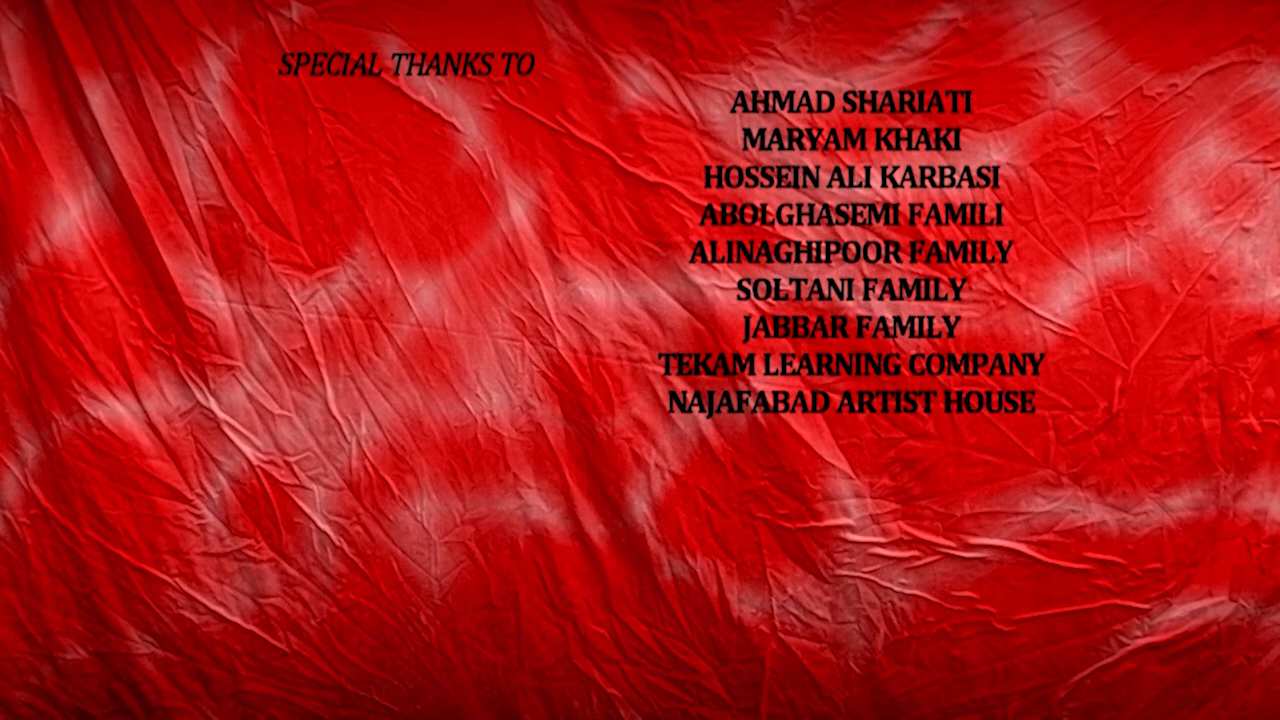 SPECIAL THANKS TO
AHMAD SHARIATI
MARYAM KHAKI
HOSSEIN ALI KARBASI
ABOLGHASEMI FAMILI
ALINAGHIPOOR FAMILY
SOLTANI FAMILY
JABBAR FAMILY
TEKAM LEARNING COMPANY
NAJAFABAD ARTIST HOUSE